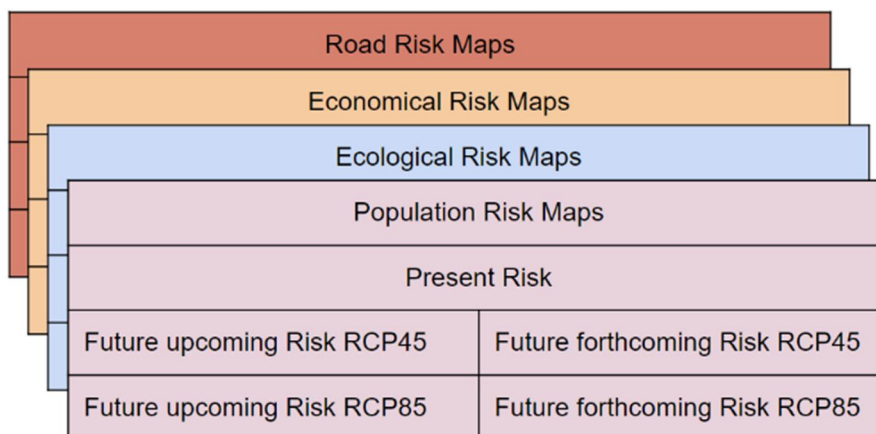 Road Risk Maps
Economical Risk Maps
Ecological Risk Maps
Population Risk Maps
Present Risk
Future upcoming Risk RCP45
Future forthcoming Risk RCP45
Future upcoming Risk RCP85
Future forthcoming Risk RCP85